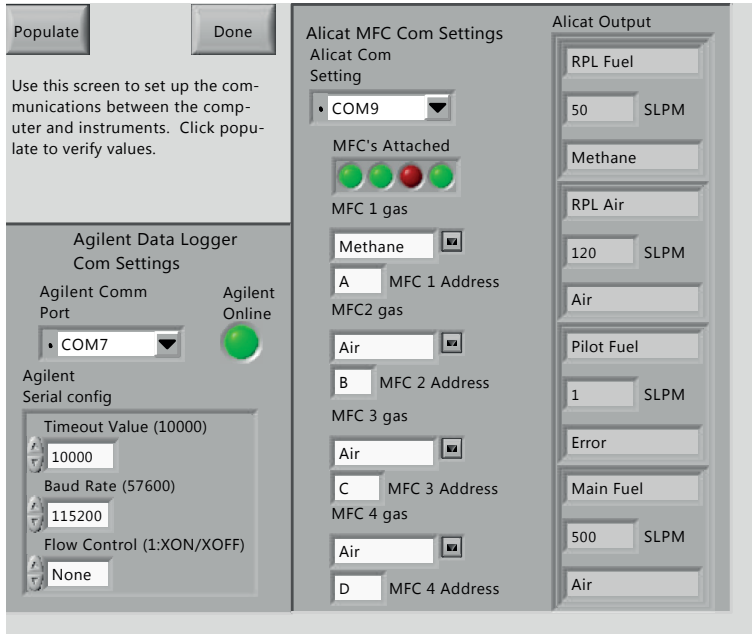 Populate
Done
Use this screen to set up the com-
munications between the comp-
uter and instruments. Click popu-
late to verify values.
Agilent Data Logger
Com Settings
Agilent Comm
Port
Agilent
Online
COM7
Agilent
Serial config
Timeout Value (10000)
10000
Baud Rate (57600)
115200
Flow Control (1:XON/XOFF)
None
Alicat MFC Com Settings
Alicat Com
Setting
COM9
MFC's Attached
MFC 1 gas
Methane
A MFC 1 Address
MFC2 gas
Air
B MFC 2 Address
MFC 3 gas
Air
C MFC 3 Address
MFC 4 gas
Air
D MFC 4 Address
Alicat Output
RPL Fuel
50 SLPM
Methane
RPL Air
120 SLPM
Air
Pilot Fuel
1 SLPM
Error
Main Fuel
500 SLPM
Air